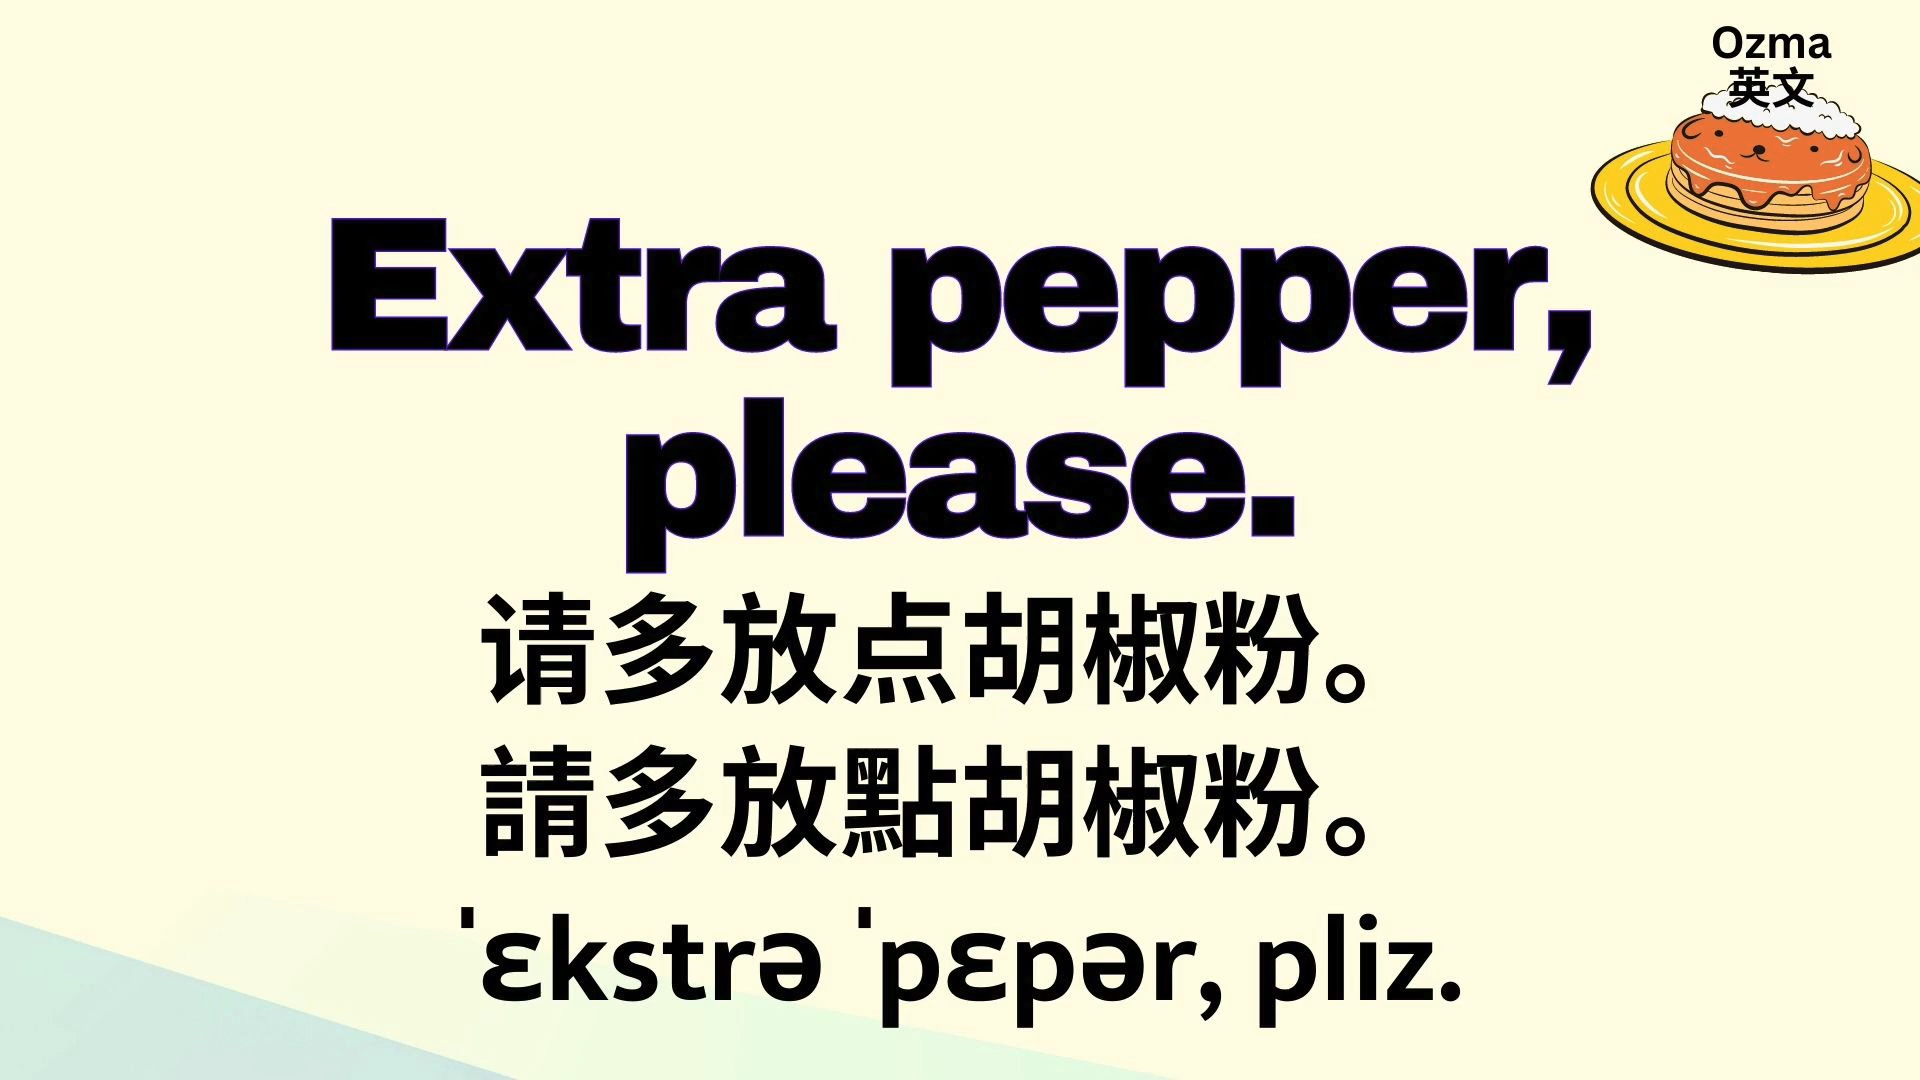 Ozma
英文
Extra pepper,
please.
请多放点胡椒粉。
請多放點胡椒粉。
ˈɛkstrə ˈpɛpər, pliz.